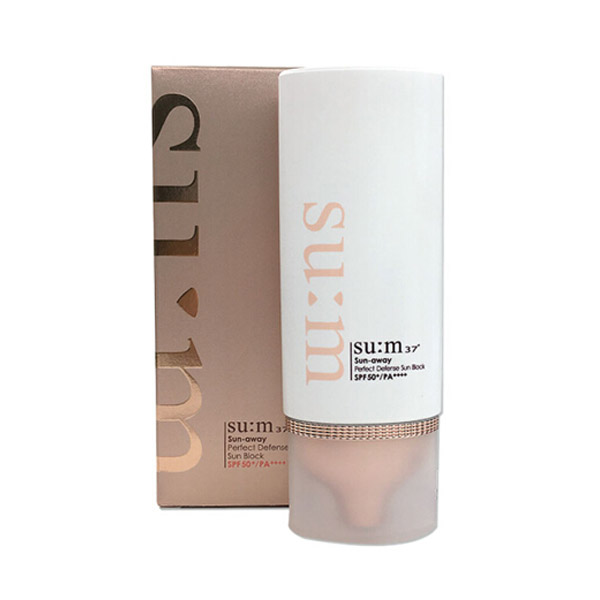 su:m
su:m37°
Sun-away
Perfect Defense
Sun Block
SPF50⁺/PA⁺⁺⁺⁺
su:m
su:m37°
Sun-away
Perfect Defense Sun Block
SPF50⁺/PA⁺⁺⁺⁺